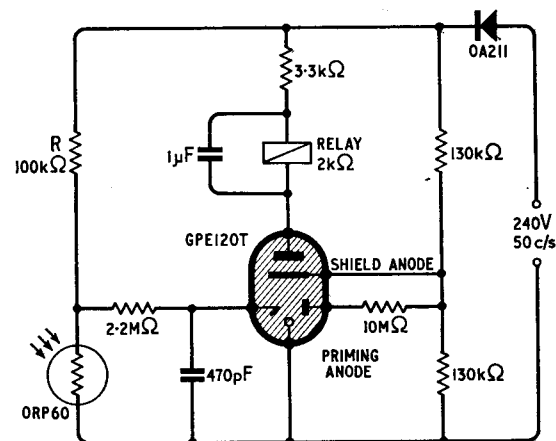 OA211
3·3kΩ
R
100kΩ
1µF
RELAY
2kΩ
130kΩ
240V
50 c/s
GPE120T
SHIELD ANODE
2·2MΩ
10MΩ
PRIMING
ANODE
470pF
130kΩ
ORP60